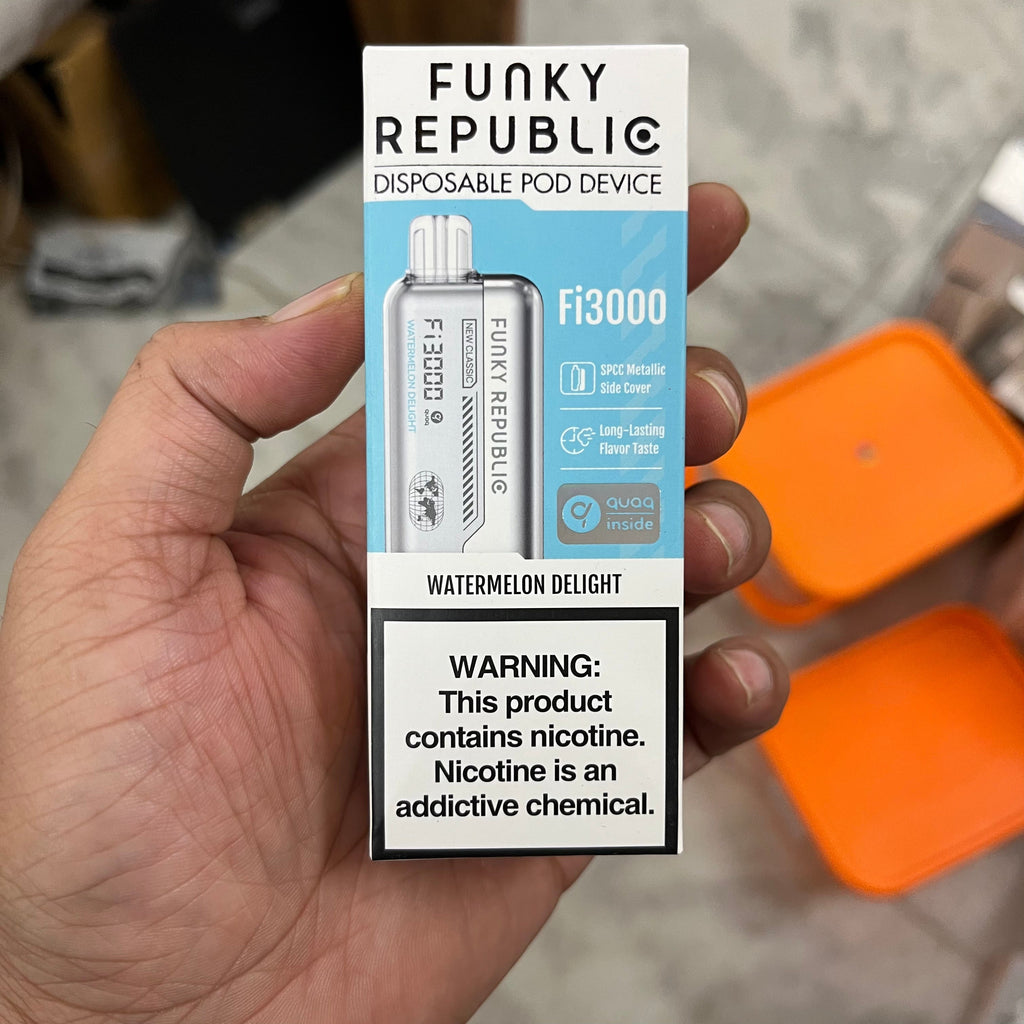 FUNKY
REPUBLIC
DISPOSABLE POD DEVICE
Fi3000
SPCC Metallic
Side Cover
Long-Lasting
Flavor Taste
quaq
inside
FUNKY REPUBLIC
NEW CLASSIC
Fi3000
quaq
WATERMELON DELIGHT
WATERMELON DELIGHT
WARNING:
This product
contains nicotine.
Nicotine is an
addictive chemical.